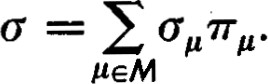 σ = ∑_{μ∈M} σ_μ π_μ.